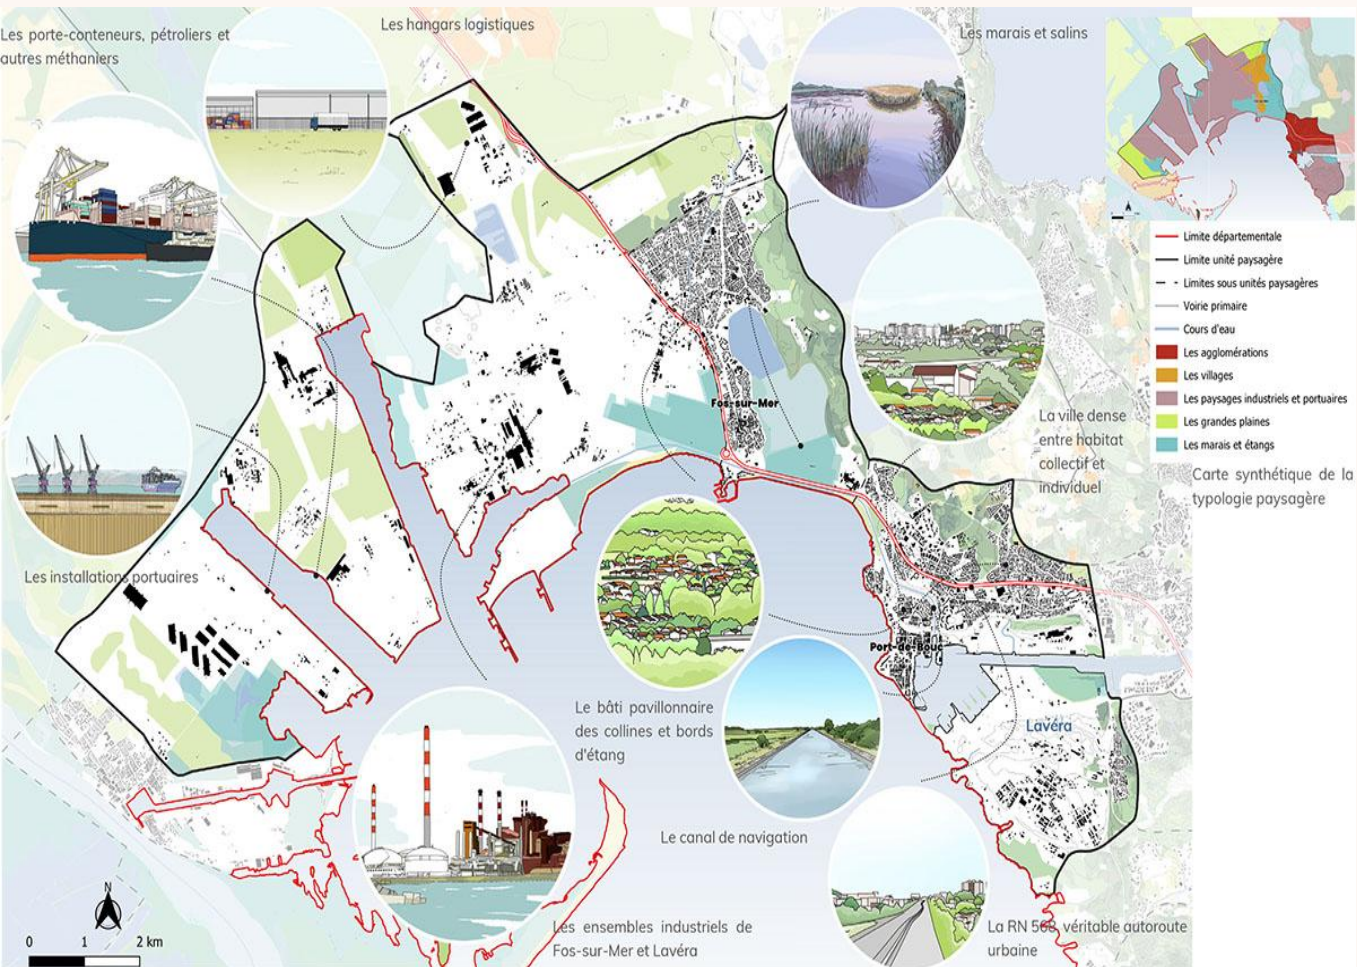 Les porte-conteneurs, pétroliers et
autres méthaniers
Les hangars logistiques
Les marais et salins
Limite départementale
Limite unité paysagère
Limites sous unités paysagères
Voirie primaire
Cours d'eau
Les agglomérations
Les villages
Les paysages industriels et portuaires
Les grandes plaines
Les marais et étangs
Carte synthétique de la
typologie paysagère
La ville dense
entre habitat
collectif et
individuel
Fos-sur-Mer
Les installations portuaires
Port-de-Bouc
Lavéra
Le bâti pavillonnaire
des collines et bords
d'étang
Le canal de navigation
Les ensembles industriels de
Fos-sur-Mer et Lavéra
La RN 568, véritable autoroute
urbaine
N
0 1 2 km